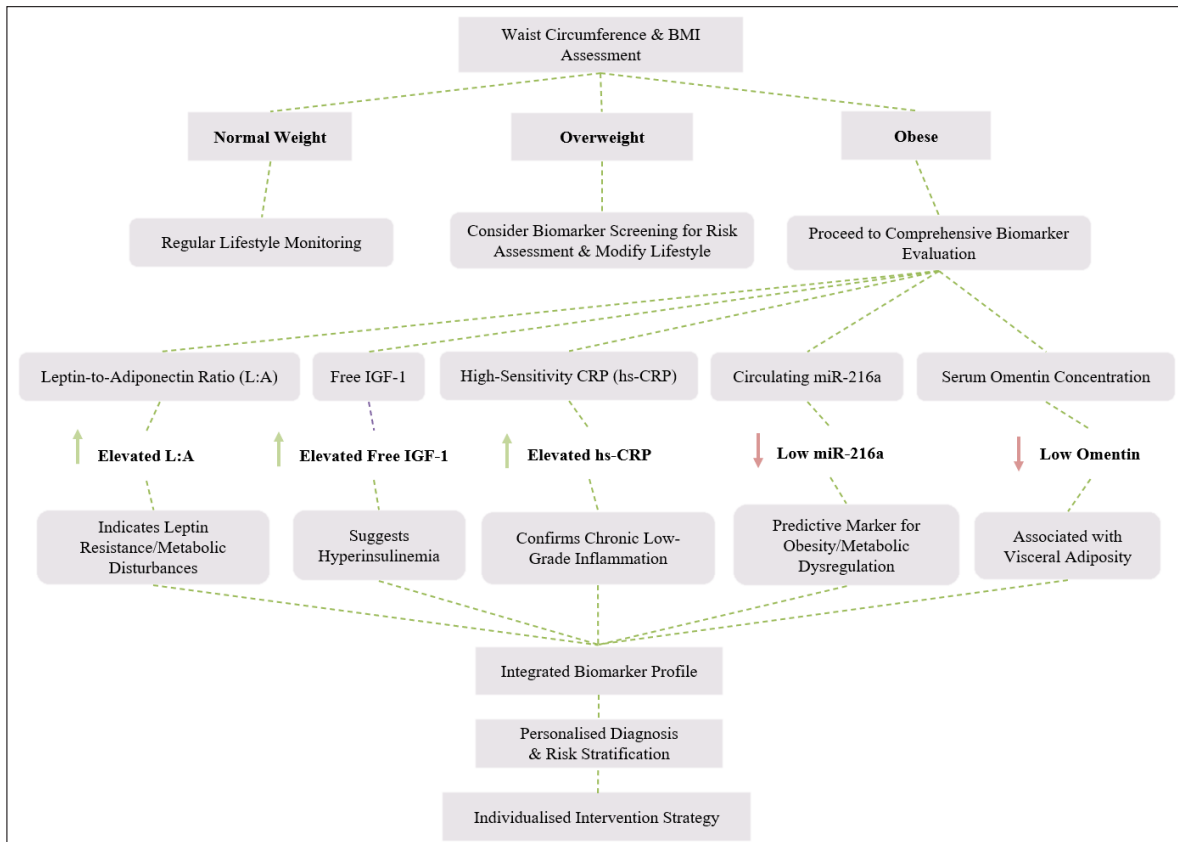 Waist Circumference & BMI
Assessment
Normal Weight
Overweight
Obese
Regular Lifestyle Monitoring
Consider Biomarker Screening for Risk
Assessment & Modify Lifestyle
Proceed to Comprehensive Biomarker
Evaluation
Leptin-to-Adiponectin Ratio (L:A)
Free IGF-1
High-Sensitivity CRP (hs-CRP)
Circulating miR-216a
Serum Omentin Concentration
Elevated L:A
Elevated Free IGF-1
Elevated hs-CRP
Low miR-216a
Low Omentin
Indicates Leptin
Resistance/Metabolic
Disturbances
Suggests
Hyperinsulinemia
Confirms Chronic Low-
Grade Inflammation
Predictive Marker for
Obesity/Metabolic
Dysregulation
Associated with
Visceral Adiposity
Integrated Biomarker Profile
Personalised Diagnosis
& Risk Stratification
Individualised Intervention Strategy